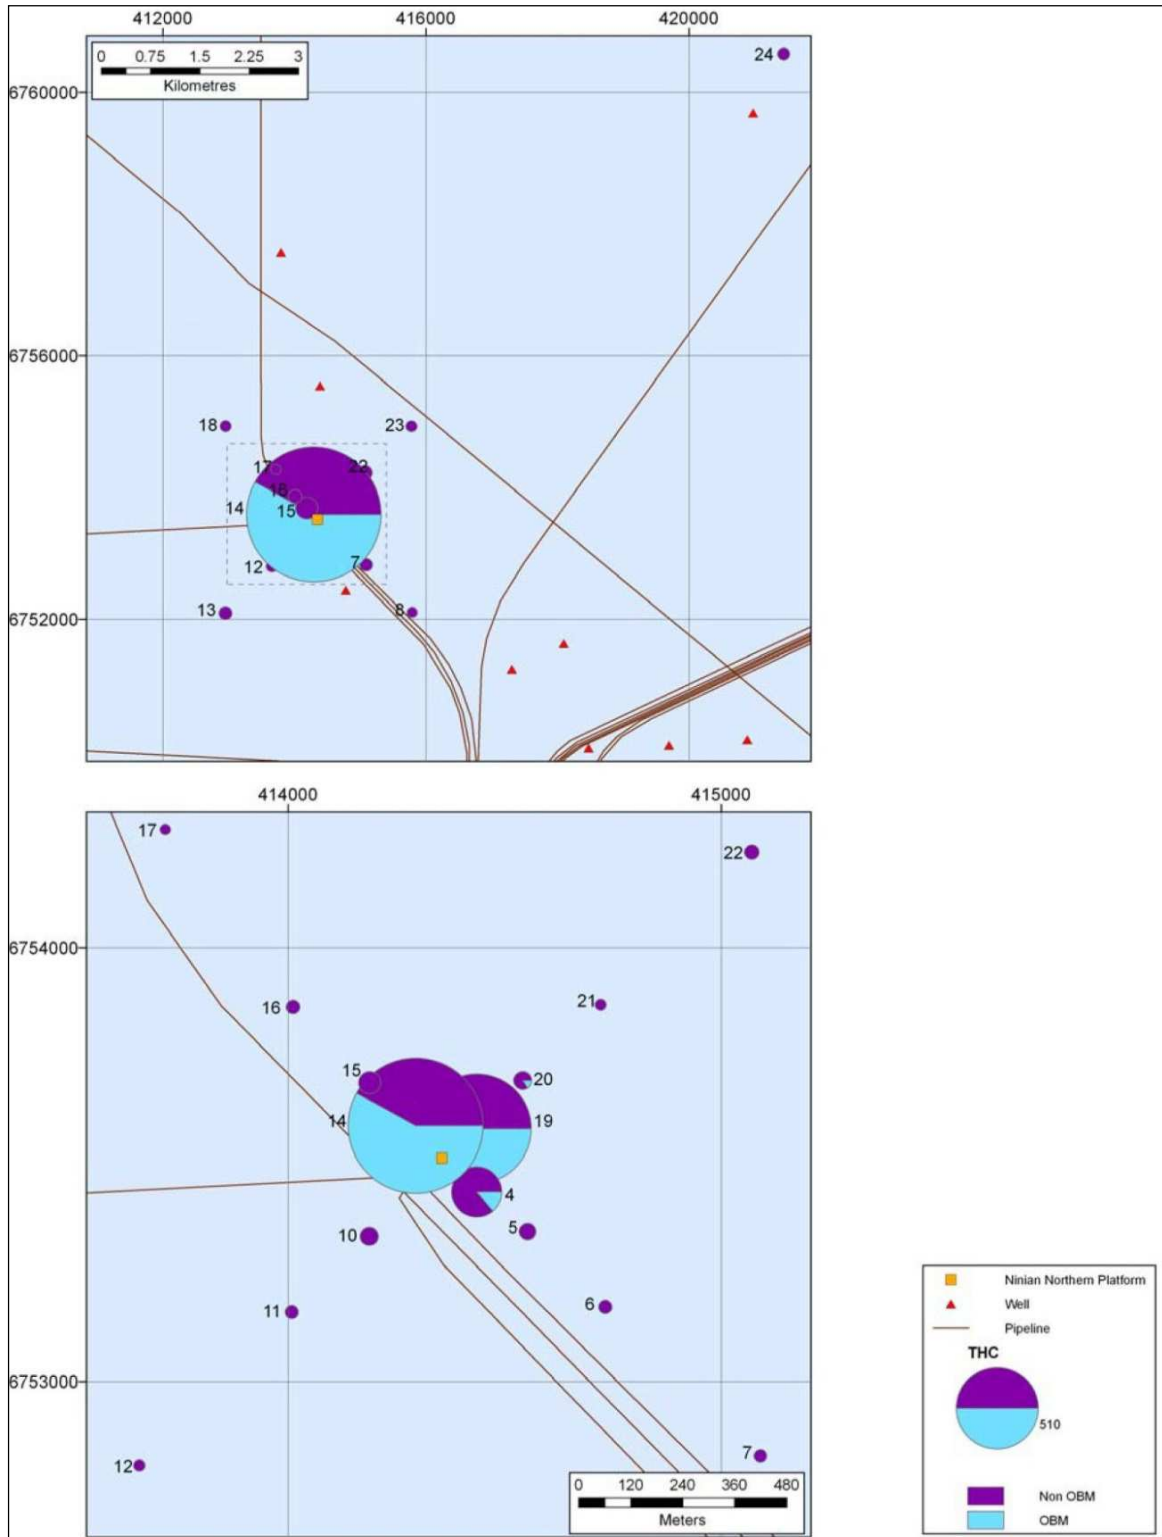 412000 416000 420000
0 0.75 1.5 2.25 3
Kilometres
24
6760000
6756000
18 23
17 22
16
14 15
12 7
13 8
6752000
414000 415000
17
22
6754000
16 21
15 20
14 19
4
10 5
11 6
6753000
12 7
0 120 240 360 480
Meters
Ninian Northern Platform
Well
Pipeline
THC
510
Non OBM
OBM